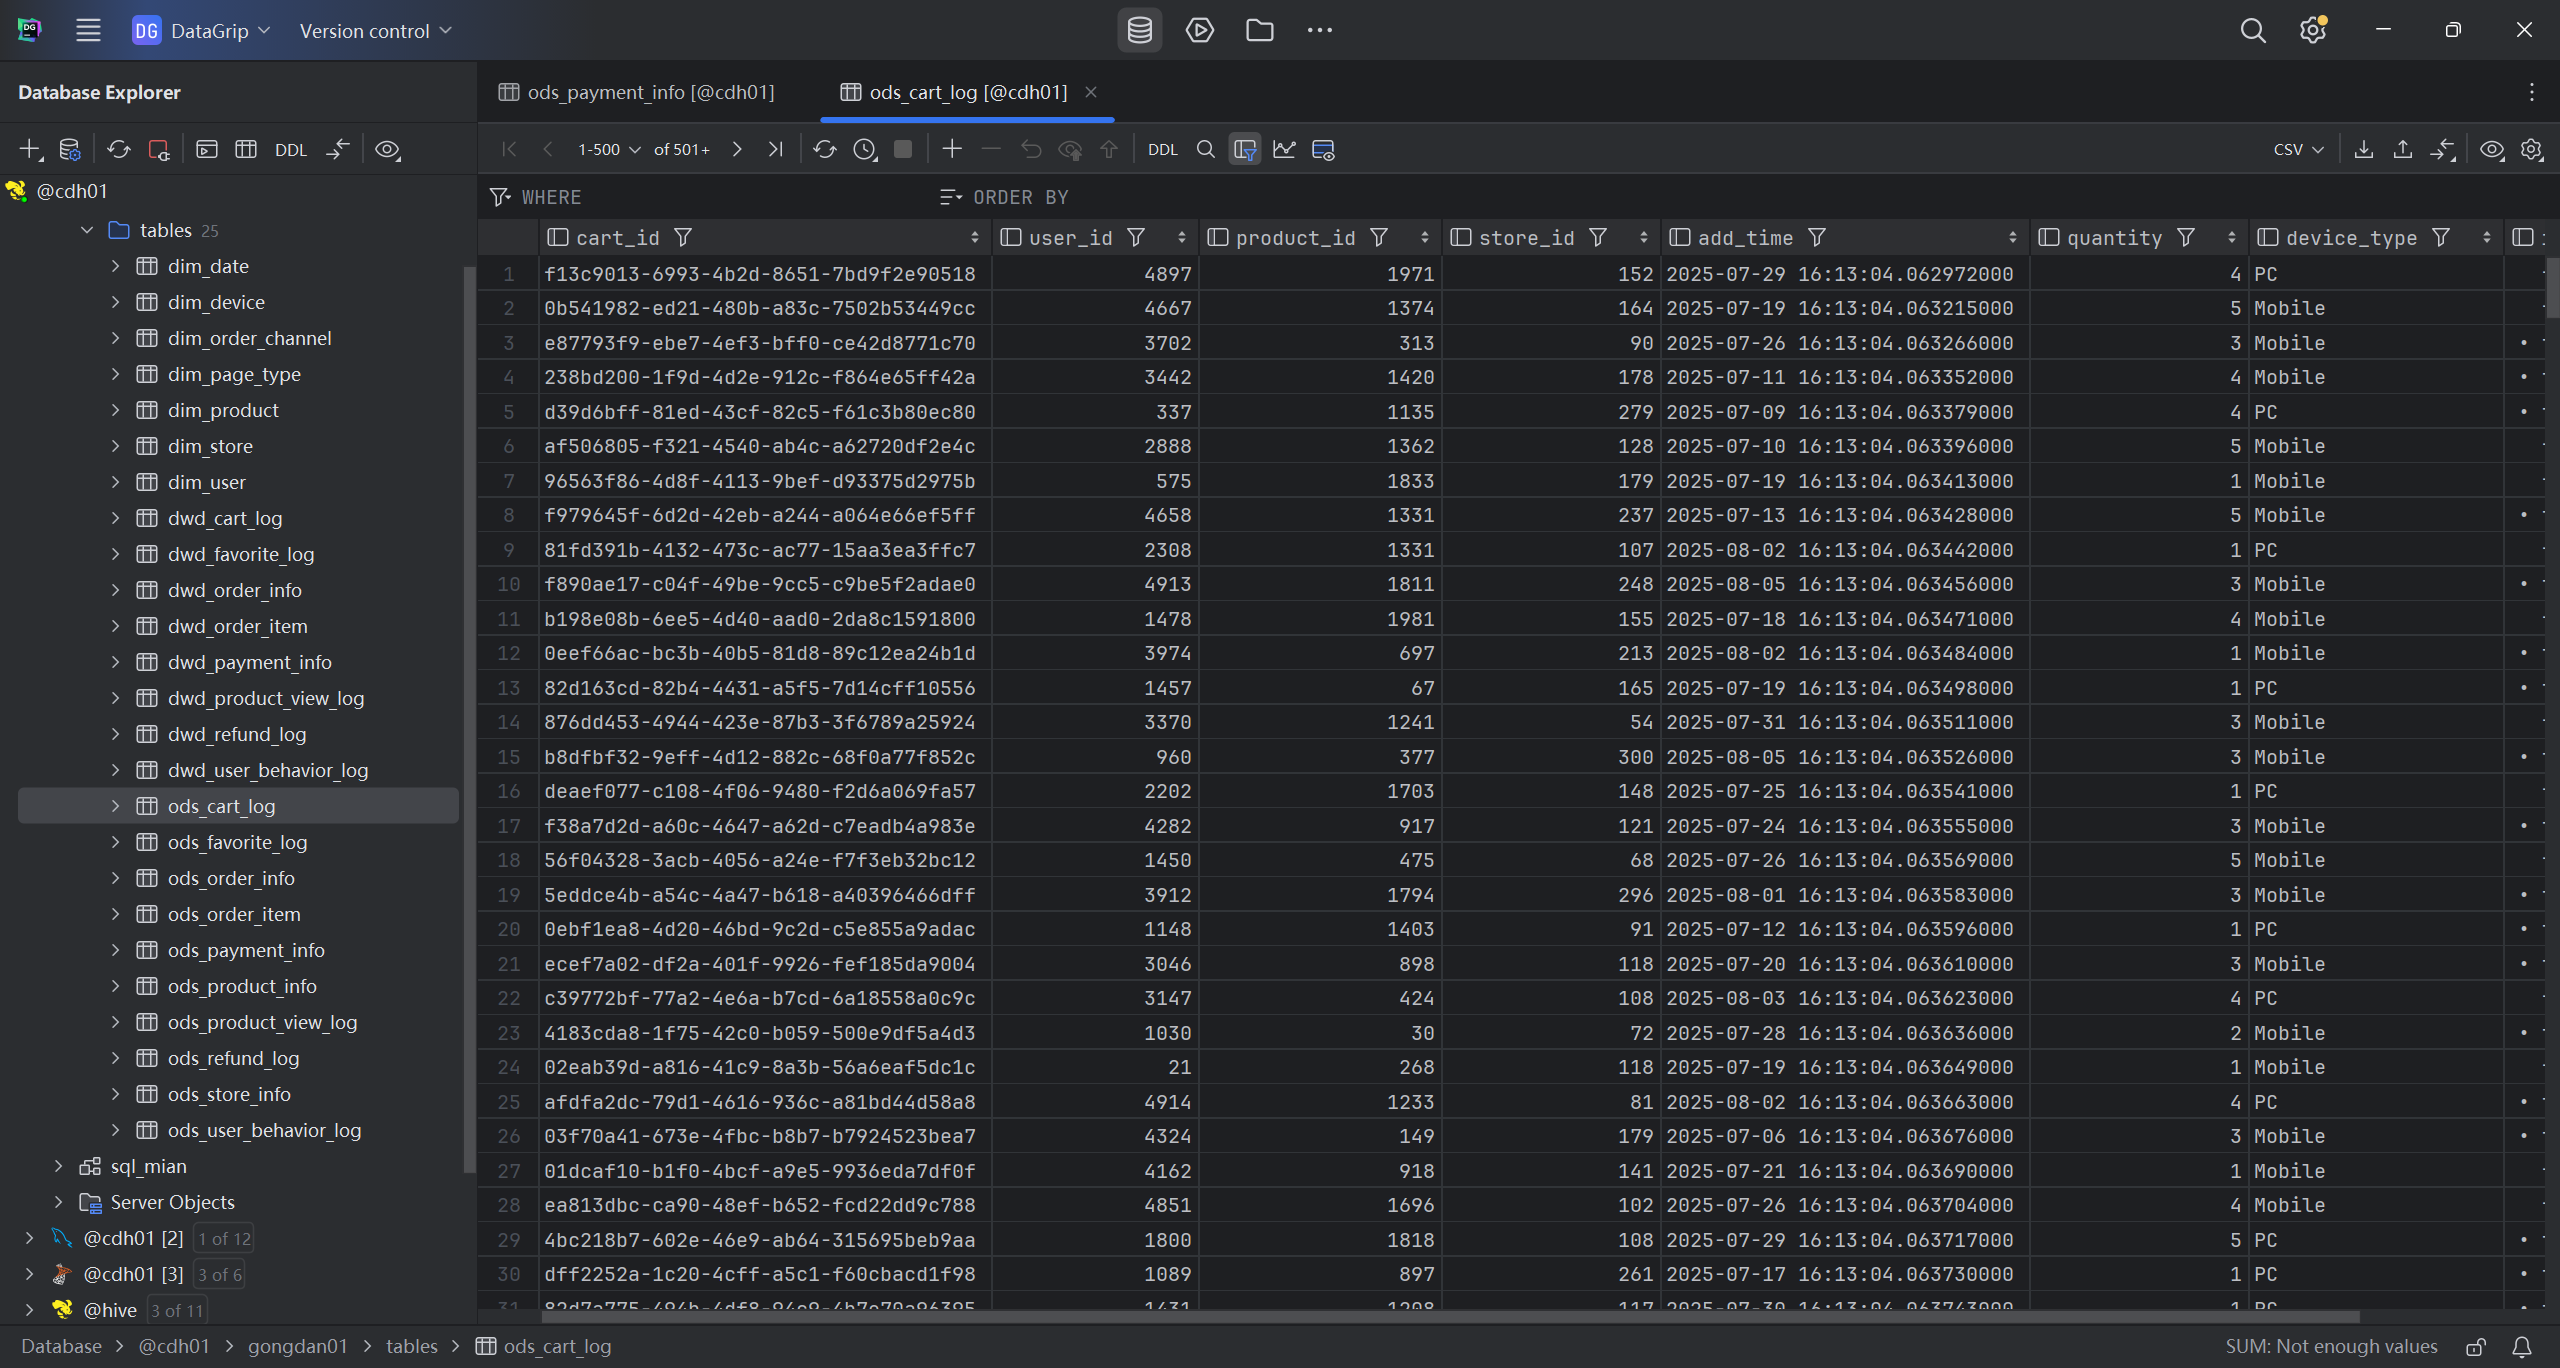 DG DataGrip Version control
Database Explorer
ods_payment_info [@cdh01] ods_cart_log [@cdh01]
DDL 1-500 of 501+ DDL CSV
@cdh01
WHERE ORDER BY
tables 25
dim_date
dim_device
dim_order_channel
dim_page_type
dim_product
dim_store
dim_user
dwd_cart_log
dwd_favorite_log
dwd_order_info
dwd_order_item
dwd_payment_info
dwd_product_view_log
dwd_refund_log
dwd_user_behavior_log
ods_cart_log
ods_favorite_log
ods_order_info
ods_order_item
ods_payment_info
ods_product_info
ods_product_view_log
ods_refund_log
ods_store_info
ods_user_behavior_log
sql_mian
Server Objects
@cdh01 [2] 1 of 12
@cdh01 [3] 3 of 6
@hive 3 of 11
cart_id user_id product_id store_id add_time quantity device_type
1 f13c9013-6993-4b2d-8651-7bd9f2e90518 4897 1971 152 2025-07-29 16:13:04.062972000 4 PC
2 0b541982-ed21-480b-a83c-7502b53449cc 4667 1374 164 2025-07-19 16:13:04.063215000 5 Mobile
3 e87793f9-ebe7-4ef3-bff0-ce42d8771c70 3702 313 90 2025-07-26 16:13:04.063266000 3 Mobile
4 238bd200-1f9d-4d2e-912c-f864e65ff42a 3442 1420 178 2025-07-11 16:13:04.063352000 4 Mobile
5 d39d6bff-81ed-43cf-82c5-f61c3b80ec80 337 1135 279 2025-07-09 16:13:04.063379000 4 PC
6 af506805-f321-4540-ab4c-a62720df2e4c 2888 1362 128 2025-07-10 16:13:04.063396000 5 Mobile
7 96563f86-4d8f-4113-9bef-d93375d2975b 575 1833 179 2025-07-19 16:13:04.063413000 1 Mobile
8 f979645f-6d2d-42eb-a244-a064e66ef5ff 4658 1331 237 2025-07-13 16:13:04.063428000 5 Mobile
9 81fd391b-4132-473c-ac77-15aa3ea3ffc7 2308 1331 107 2025-08-02 16:13:04.063442000 1 PC
10 f890ae17-c04f-49be-9cc5-c9be5f2adae0 4913 1811 248 2025-08-05 16:13:04.063456000 3 Mobile
11 b198e08b-6ee5-4d40-aad0-2da8c1591800 1478 1981 155 2025-07-18 16:13:04.063471000 4 Mobile
12 0eef66ac-bc3b-40b5-81d8-89c12ea24b1d 3974 697 213 2025-08-02 16:13:04.063484000 1 Mobile
13 82d163cd-82b4-4431-a5f5-7d14cff10556 1457 67 165 2025-07-19 16:13:04.063498000 1 PC
14 876dd453-4944-423e-87b3-3f6789a25924 3370 1241 54 2025-07-31 16:13:04.063511000 3 Mobile
15 b8dfbf32-9eff-4d12-882c-68f0a77f852c 960 377 300 2025-08-05 16:13:04.063526000 3 Mobile
16 deaef077-c108-4f06-9480-f2d6a069fa57 2202 1703 148 2025-07-25 16:13:04.063541000 1 PC
17 f38a7d2d-a60c-4647-a62d-c7eadb4a983e 4282 917 121 2025-07-24 16:13:04.063555000 3 Mobile
18 56f04328-3acb-4056-a24e-f7f3eb32bc12 1450 475 68 2025-07-26 16:13:04.063569000 5 Mobile
19 5eddce4b-a54c-4a47-b618-a40396466dff 3912 1794 296 2025-08-01 16:13:04.063583000 3 Mobile
20 0ebf1ea8-4d20-46bd-9c2d-c5e855a9adac 1148 1403 91 2025-07-12 16:13:04.063596000 1 PC
21 ecef7a02-df2a-401f-9926-fef185da9004 3046 898 118 2025-07-20 16:13:04.063610000 3 Mobile
22 c39772bf-77a2-4e6a-b7cd-6a18558a0c9c 3147 424 108 2025-08-03 16:13:04.063623000 4 PC
23 4183cda8-1f75-42c0-b059-500e9df5a4d3 1030 30 72 2025-07-28 16:13:04.063636000 2 Mobile
24 02eab39d-a816-41c9-8a3b-56a6eaf5dc1c 21 268 118 2025-07-19 16:13:04.063649000 1 Mobile
25 afdfa2dc-79d1-4616-936c-a81bd44d58a8 4914 1233 81 2025-08-02 16:13:04.063663000 4 PC
26 03f70a41-673e-4fbc-b8b7-b7924523bea7 4324 149 179 2025-07-06 16:13:04.063676000 3 Mobile
27 01dcaf10-b1f0-4bcf-a9e5-9936eda7df0f 4162 918 141 2025-07-21 16:13:04.063690000 1 Mobile
28 ea813dbc-ca90-48ef-b652-fcd22dd9c788 4851 1696 102 2025-07-26 16:13:04.063704000 4 Mobile
29 4bc218b7-602e-46e9-ab64-315695beb9aa 1800 1818 108 2025-07-29 16:13:04.063717000 5 PC
30 dff2252a-1c20-4cff-a5c1-f60cbacd1f98 1089 897 261 2025-07-17 16:13:04.063730000 1 PC
Database @cdh01 gongdan01 tables ods_cart_log SUM: Not enough values